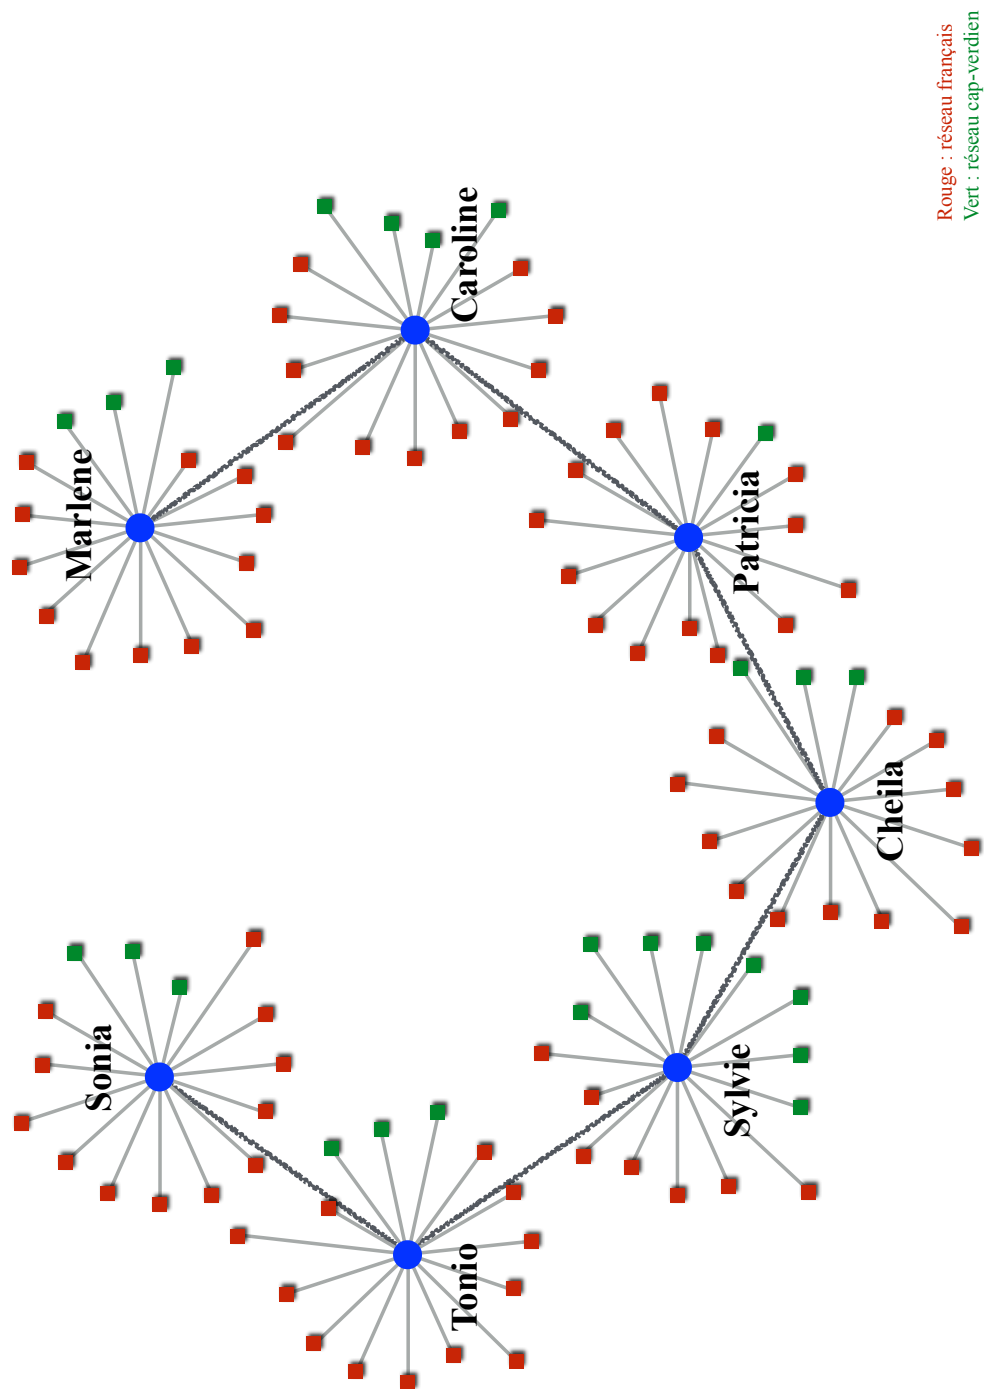 Sonia
Marlene
Tonio
Caroline
Sylvie
Patricia
Cheila
Rouge : réseau français
Vert : réseau cap-verdien